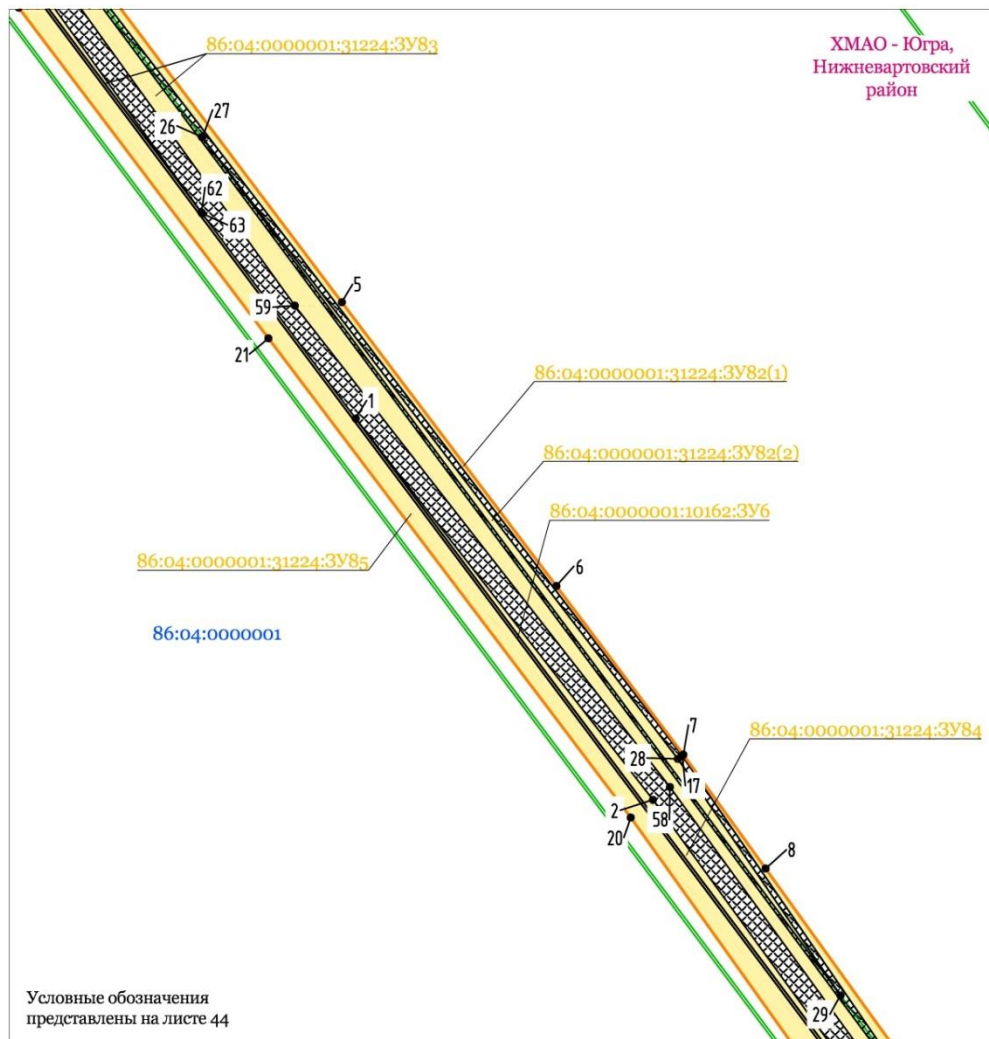 86:04:0000001:31224:ЗУ83
ХМАО - Югра,
Нижневартовский
район
27
26
62
63
5
59
21
86:04:0000001:31224:ЗУ82(1)
1
86:04:0000001:31224:ЗУ82(2)
86:04:0000001:10162:ЗУ6
86:04:0000001:31224:ЗУ85
6
86:04:0000001
86:04:0000001:31224:ЗУ84
7
28
17
2
58
20
8
29
Условные обозначения
представлены на листе 44